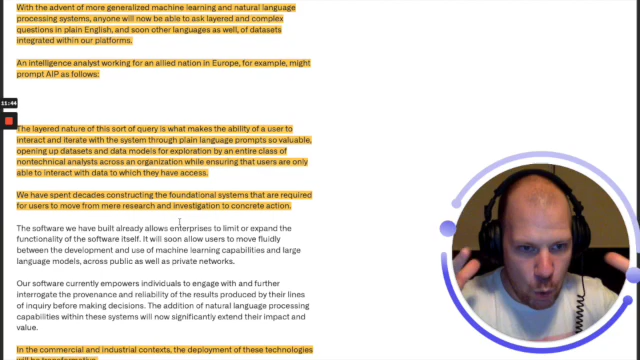 With the advent of more generalized machine learning and natural
language processing systems, anyone will now be able to ask layered and complex
questions in plain English, and soon other languages as well, of datasets
integrated within our platforms.
An intelligence analyst working for an allied nation in Europe, for example, might
prompt AIP as follows:
11:44
The layered nature of this sort of query is what makes the ability of a user to
interact and iterate with the system through plain language prompts so valuable,
opening up datasets and data models for exploration by an entire class of
nontechnical analysts across an organization while ensuring that users are only
able to interact with data to which they have access.
We have spent decades constructing the foundational systems that are required
for users to move from mere research and investigation to concrete action.
The software we have built already allows enterprises to limit or expand the
functionality of the software itself. It will soon allow users to move fluidly
between the development and use of machine learning capabilities and large
language models, across public as well as private networks.
Our software currently empowers individuals to engage with and further
interrogate the provenance and reliability of the results produced by their lines
of inquiry before making decisions. The addition of natural language processing
capabilities within these systems will now significantly extend their impact and
value.
In the commercial and industrial contexts, the deployment of these technologies
will be transformative.